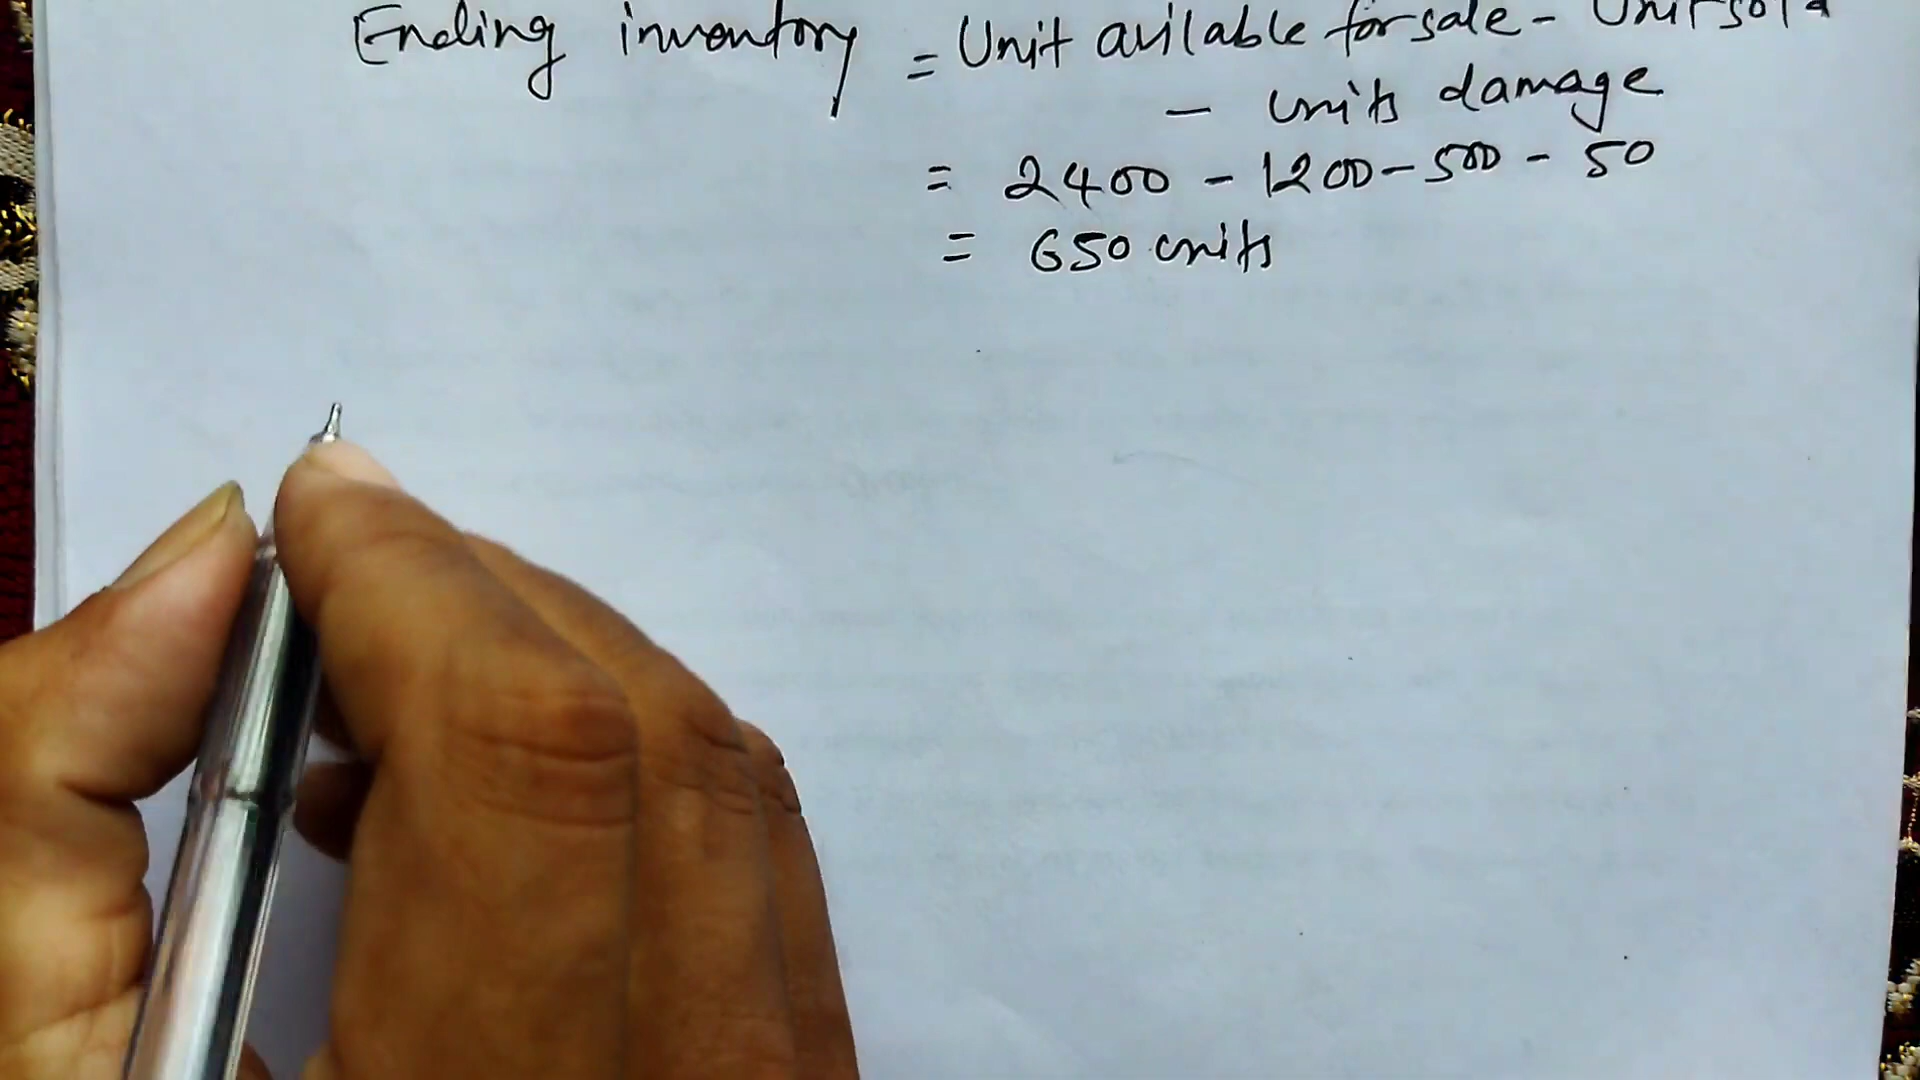 Ending inventory = Unit avilable for sale - Unit sold
- units damage
= 2400 - 1200 - 500 - 50
= 650 units